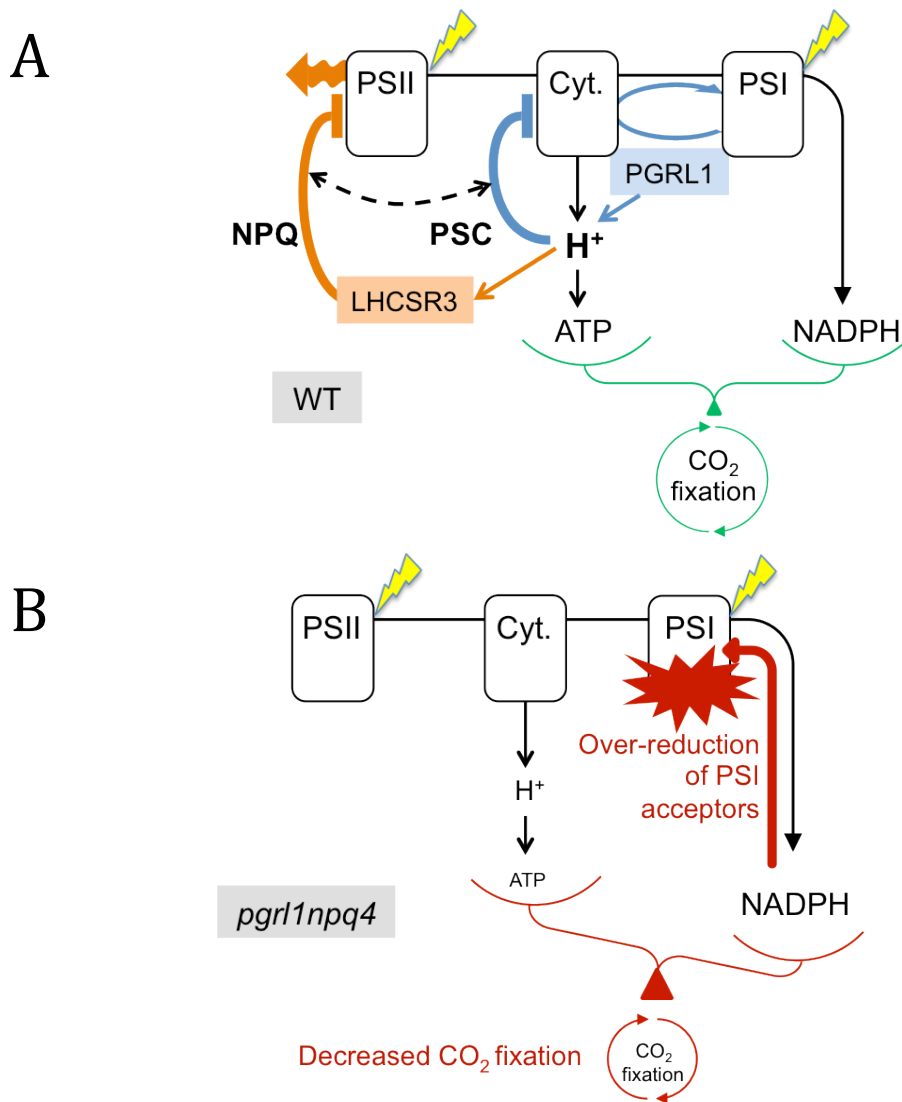 A
PSII
Cyt.
PSI
PGRL1
NPQ
PSC
H⁺
LHCSR3
ATP
NADPH
WT
CO₂
fixation
B
PSII
Cyt.
PSI
Over-reduction
of PSI
acceptors
H⁺
ATP
pgrl1npq4
NADPH
Decreased CO₂ fixation
CO₂
fixation